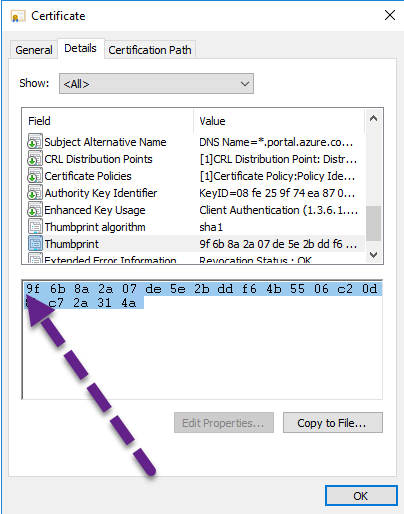 Certificate
General Details Certification Path
Show: <All>
Field Value
Subject Alternative Name DNS Name=*.portal.azure.co...
CRL Distribution Points [1]CRL Distribution Point: Distr...
Certificate Policies [1]Certificate Policy:Policy Ide...
Authority Key Identifier KeyID=08 fe 25 9f 74 ea 87 0...
Enhanced Key Usage Client Authentication (1.3.6.1....
Thumbprint algorithm sha1
Thumbprint 9f 6b 8a 2a 07 de 5e 2b dd f6 ...
Extended Error Information Revocation Status : OK
9f 6b 8a 2a 07 de 5e 2b dd f6 4b 55 06 c2 0d
c7 2a 31 4a
Edit Properties... Copy to File...
OK